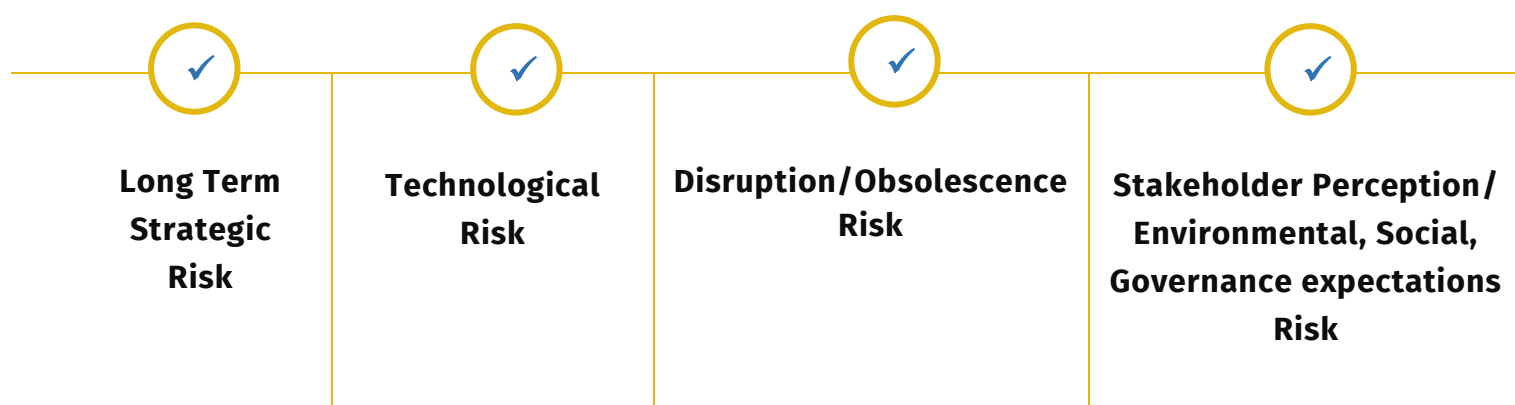 Long Term
Strategic
Risk
Technological
Risk
Disruption/Obsolescence
Risk
Stakeholder Perception/
Environmental, Social,
Governance expectations
Risk